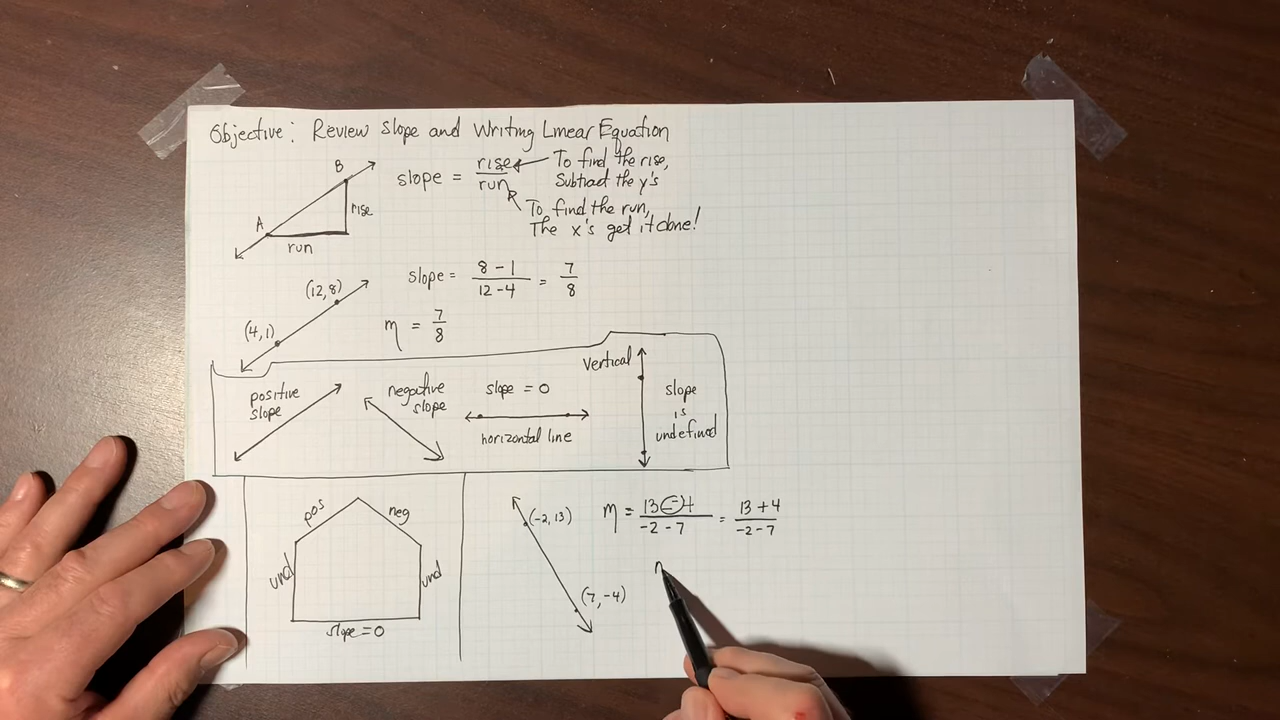 Objective: Review Slope and Writing Linear Equation
B
A
rise
run
slope = rise/run
To find the rise,
Subtract the y's
To find the run,
The x's get it done!
(12,8)
(4,1)
slope = 8 - 1/12 - 4 = 7/8
m = 7/8
positive
slope
negative
slope
slope = 0
horizontal line
vertical
slope
is
undefined
pos
neg
und
und
slope = 0
(-2, 13)
(7, -4)
m = 13 - -4/-2 - 7 = 13 + 4/-2 - 7